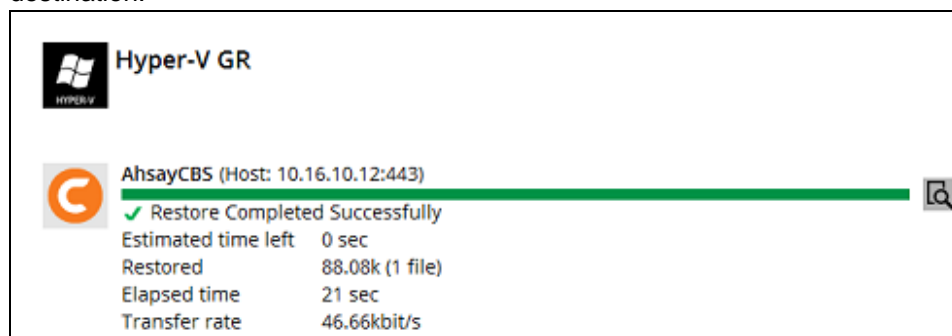 destination.
Hyper-V GR
HYPER-V
AhsayCBS (Host: 10.16.10.12:443)
Restore Completed Successfully
Estimated time left 0 sec
Restored 88.08k (1 file)
Elapsed time 21 sec
Transfer rate 46.66kbit/s